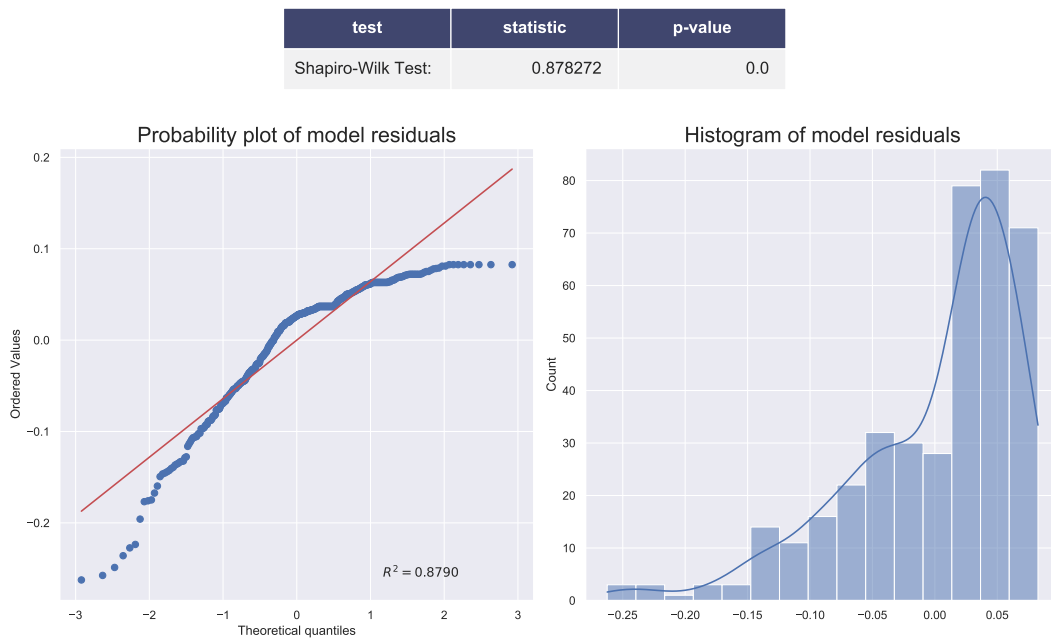 test statistic p-value
Shapiro-Wilk Test: 0.878272 0.0
Probability plot of model residuals
0.2
0.1
0.0
−0.1
−0.2
Ordered Values
R² = 0.8790
−3 −2 −1 0 1 2 3
Theoretical quantiles
Histogram of model residuals
80
70
60
50
40
30
20
10
0
Count
−0.25 −0.20 −0.15 −0.10 −0.05 0.00 0.05